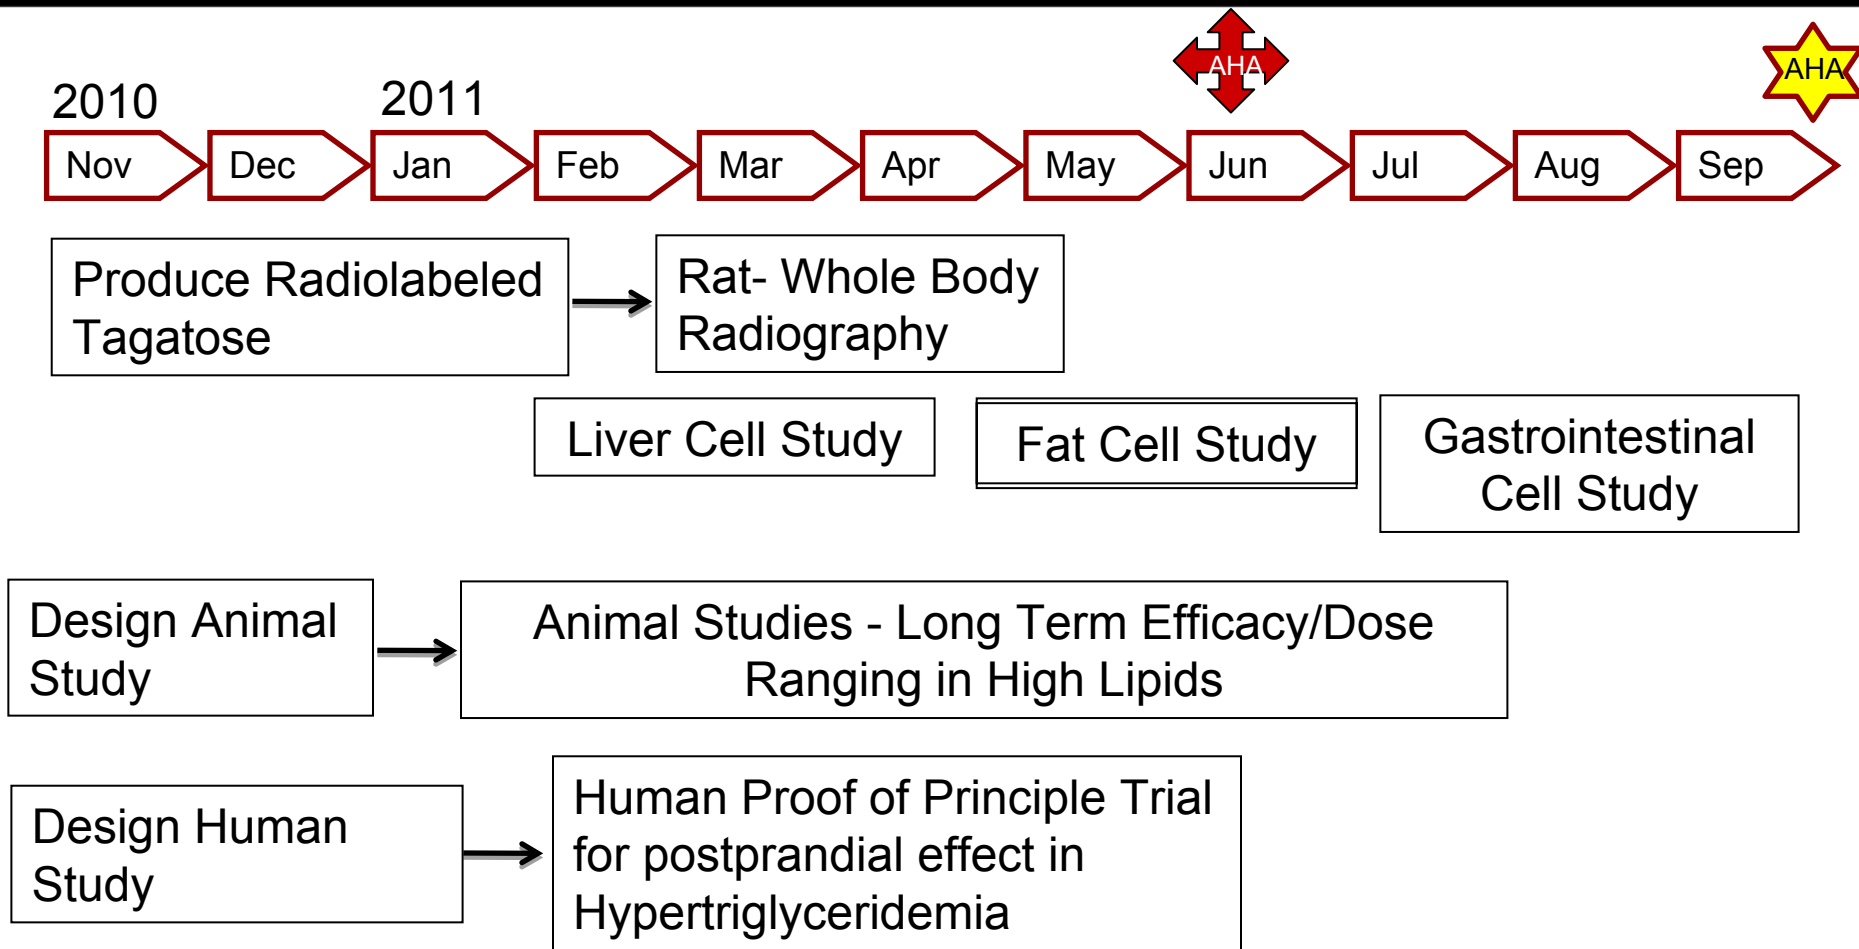 AHA
AHA
2010
2011
Nov
Dec
Jan
Feb
Mar
Apr
May
Jun
Jul
Aug
Sep
Produce Radiolabeled
Tagatose
Rat- Whole Body
Radiography
Liver Cell Study
Fat Cell Study
Gastrointestinal
Cell Study
Design Animal
Study
Animal Studies - Long Term Efficacy/Dose
Ranging in High Lipids
Design Human
Study
Human Proof of Principle Trial
for postprandial effect in
Hypertriglyceridemia